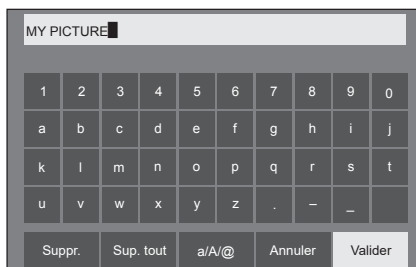 MY PICTURE
1 2 3 4 5 6 7 8 9 0
a b c d e f g h i j
k l m n o p q r s t
u v w x y z . – _
Suppr. Sup. tout a/A/@ Annuler Valider